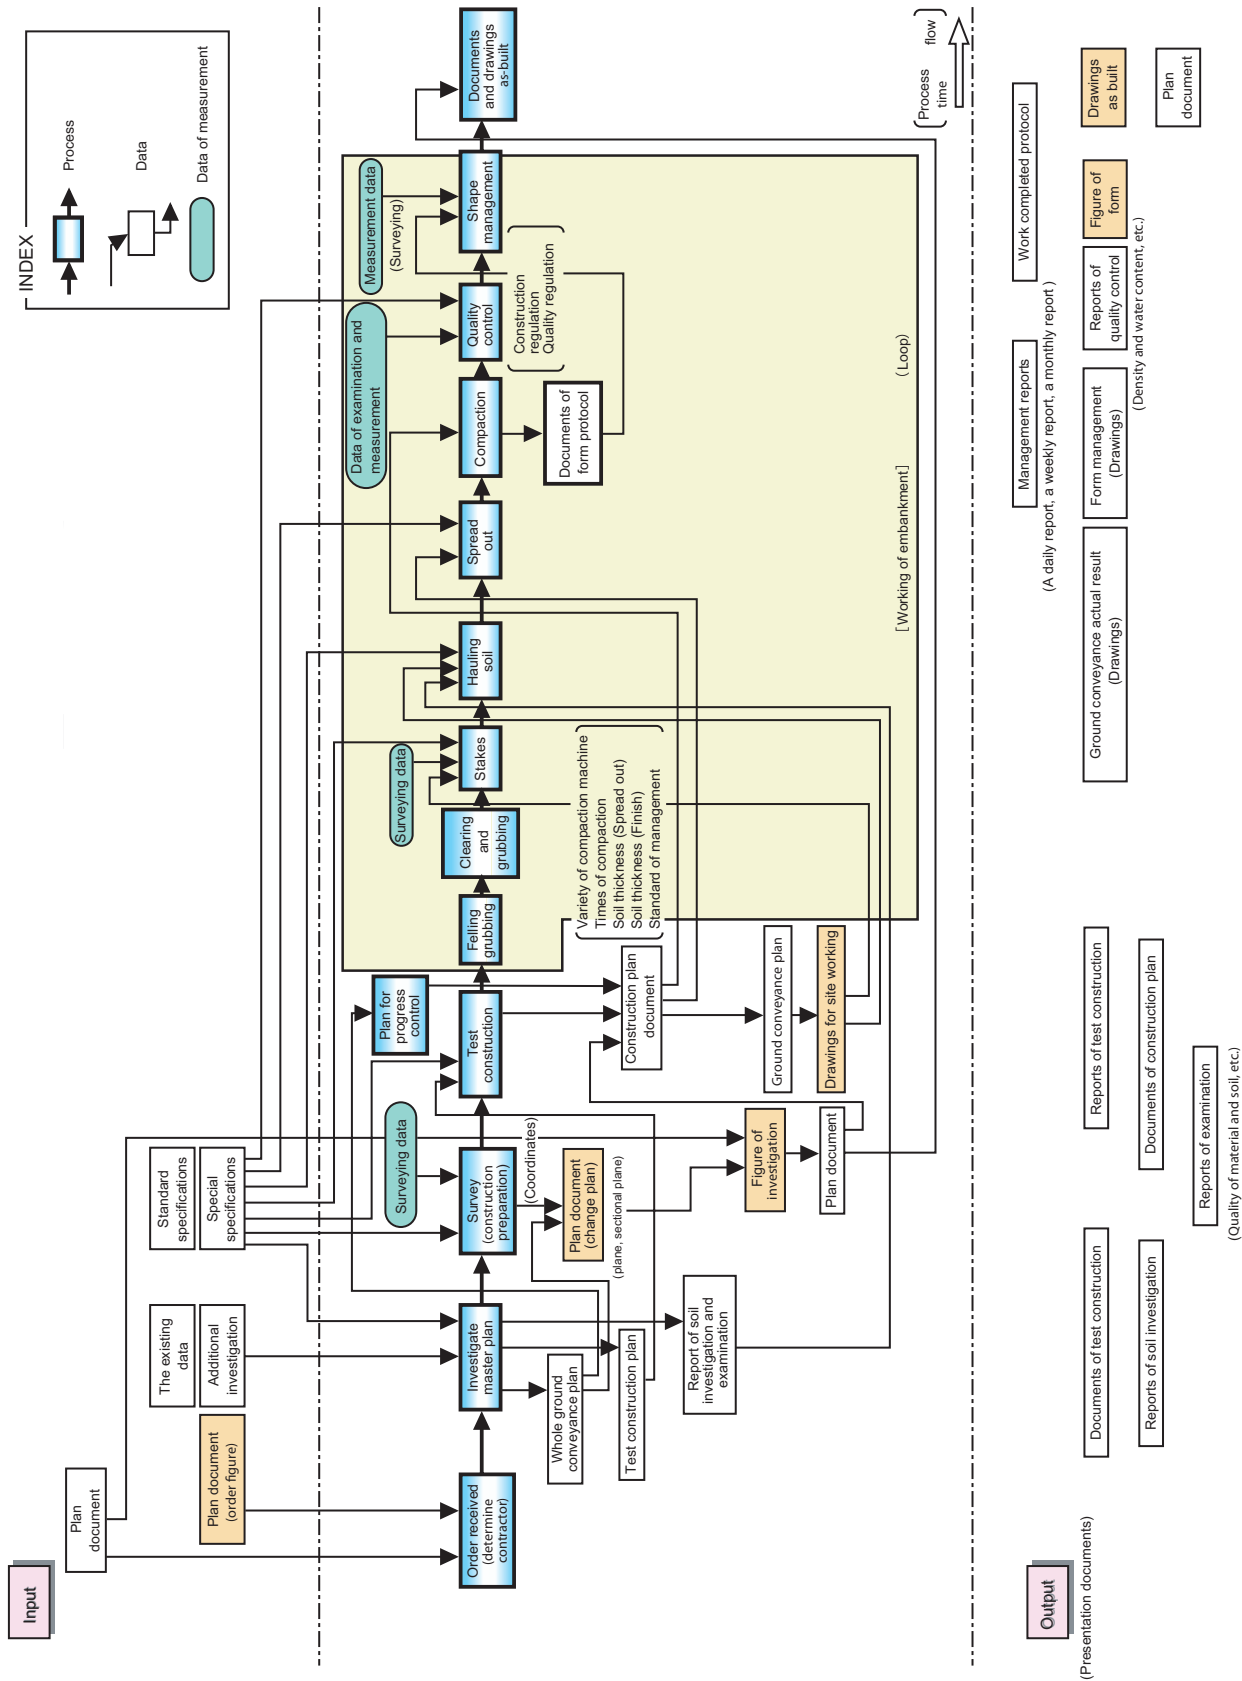 Input
Plan
document
Plan document
(order figure)
The existing
data
Additional
investigation
Standard
specifications
Special
specifications
INDEX
Process
Data
Data of measurement
Order received
(determine
contractor)
Investigate
master plan
Survey
(construction
preparation)
Test
construction
Plan for
progress
control
Felling
grubbing
Clearing
and
grubbing
Stakes
Hauling
soil
Spread
out
Compaction
Quality
control
Shape
management
Documents
and drawings
as-built
Surveying data
Surveying data
Data of examination and
measurement
Measurement data
(Surveying)
Whole ground
conveyance plan
Test construction plan
Report of soil
investigation and
examination
(Coordinates)
Plan document
(change plan)
(plane, sectional plane)
Figure of
investigation
Plan document
Construction plan
document
Ground conveyance plan
Drawings for site working
Variety of compaction machine
Times of compaction
Soil thickness (Spread out)
Soil thickness (Finish)
Standard of management
Documents of
form protocol
Construction
regulation
Quality regulation
[Working of embankment]
(Loop)
Process flow
time
Output
(Presentation documents)
Documents of test construction
Reports of soil investigation
Reports of test construction
Documents of construction plan
Reports of examination
(Quality of material and soil, etc.)
Management reports
(A daily report, a weekly report, a monthly report )
Work completed protocol
Ground conveyance actual result
(Drawings)
Form management
(Drawings)
Reports of
quality control
(Density and water content, etc.)
Figure of
form
Drawings
as built
Plan
document